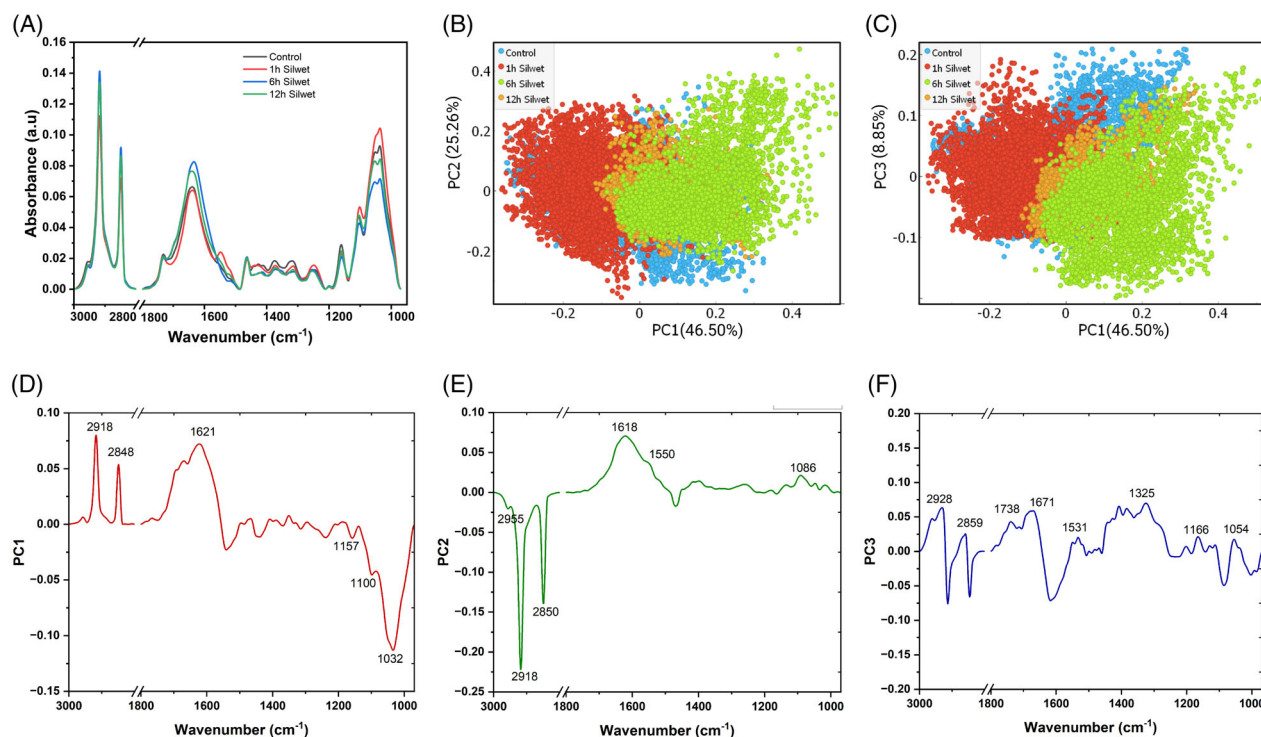 (A)
0.16
0.14
0.12
0.10
0.08
0.06
0.04
0.02
0.00
Absorbance (a.u)
Control
1h Silwet
6h Silwet
12h Silwet
3000 2800 1800 1600 1400 1200 1000
Wavenumber (cm⁻¹)
(B)
Control
1h Silwet
6h Silwet
12h Silwet
0.4
0.2
0
-0.2
PC2 (25.26%)
-0.2 0 0.2 0.4
PC1(46.50%)
(C)
Control
1h Silwet
6h Silwet
12h Silwet
0.2
0.1
0
-0.1
PC3 (8.85%)
-0.2 0 0.2 0.4
PC1(46.50%)
(D)
0.10
0.05
0.00
−0.05
−0.10
−0.15
PC1
2918
2848
1621
1157
1100
1032
3000 1800 1600 1400 1200 1000
Wavenumber (cm⁻¹)
(E)
0.10
0.05
0.00
−0.05
−0.10
−0.15
−0.20
−0.25
PC2
1618
1550
1086
2955
2850
2918
3000 1800 1600 1400 1200 1000
Wavenumber (cm⁻¹)
(F)
0.20
0.15
0.10
0.05
0.00
−0.05
−0.10
−0.15
−0.20
PC3
2928
2859
1738
1671
1531
1325
1166
1054
3000 1800 1600 1400 1200 1000
Wavenumber (cm⁻¹)